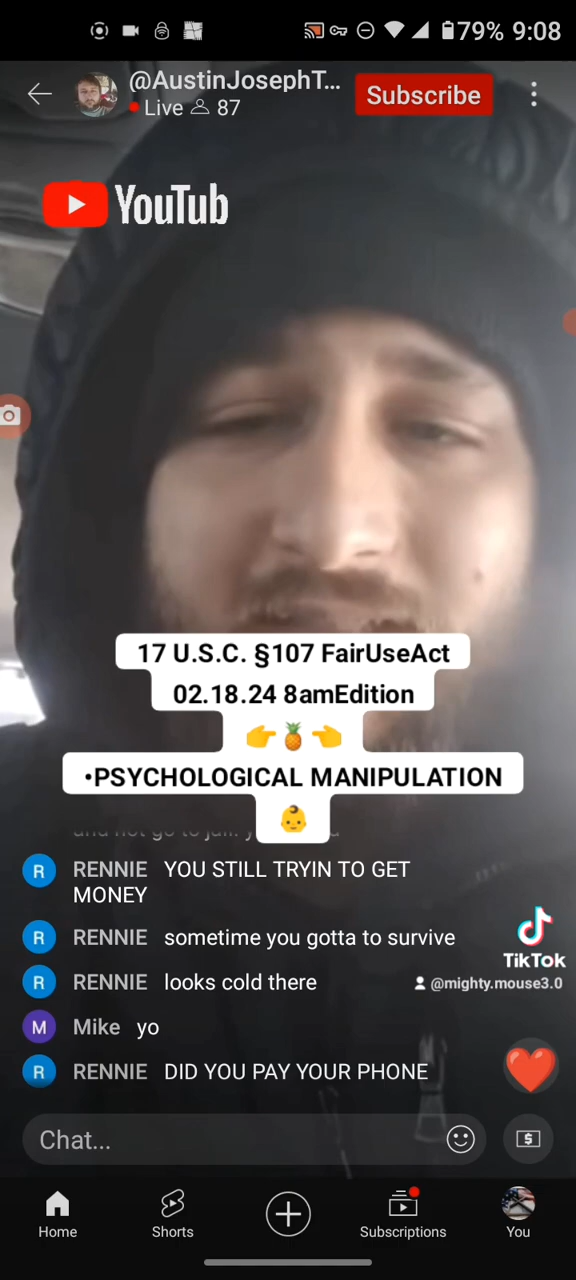 79% 9:08
@AustinJosephT... Subscribe
Live 87
YouTub
17 U.S.C. §107 FairUseAct
02.18.24 8amEdition
👉🍍👈
•PSYCHOLOGICAL MANIPULATION
👶
R RENNIE YOU STILL TRYIN TO GET
MONEY
R RENNIE sometime you gotta to survive
TikTok
R RENNIE looks cold there
@mighty.mouse3.0
M Mike yo
R RENNIE DID YOU PAY YOUR PHONE
Chat...
Home Shorts Subscriptions You